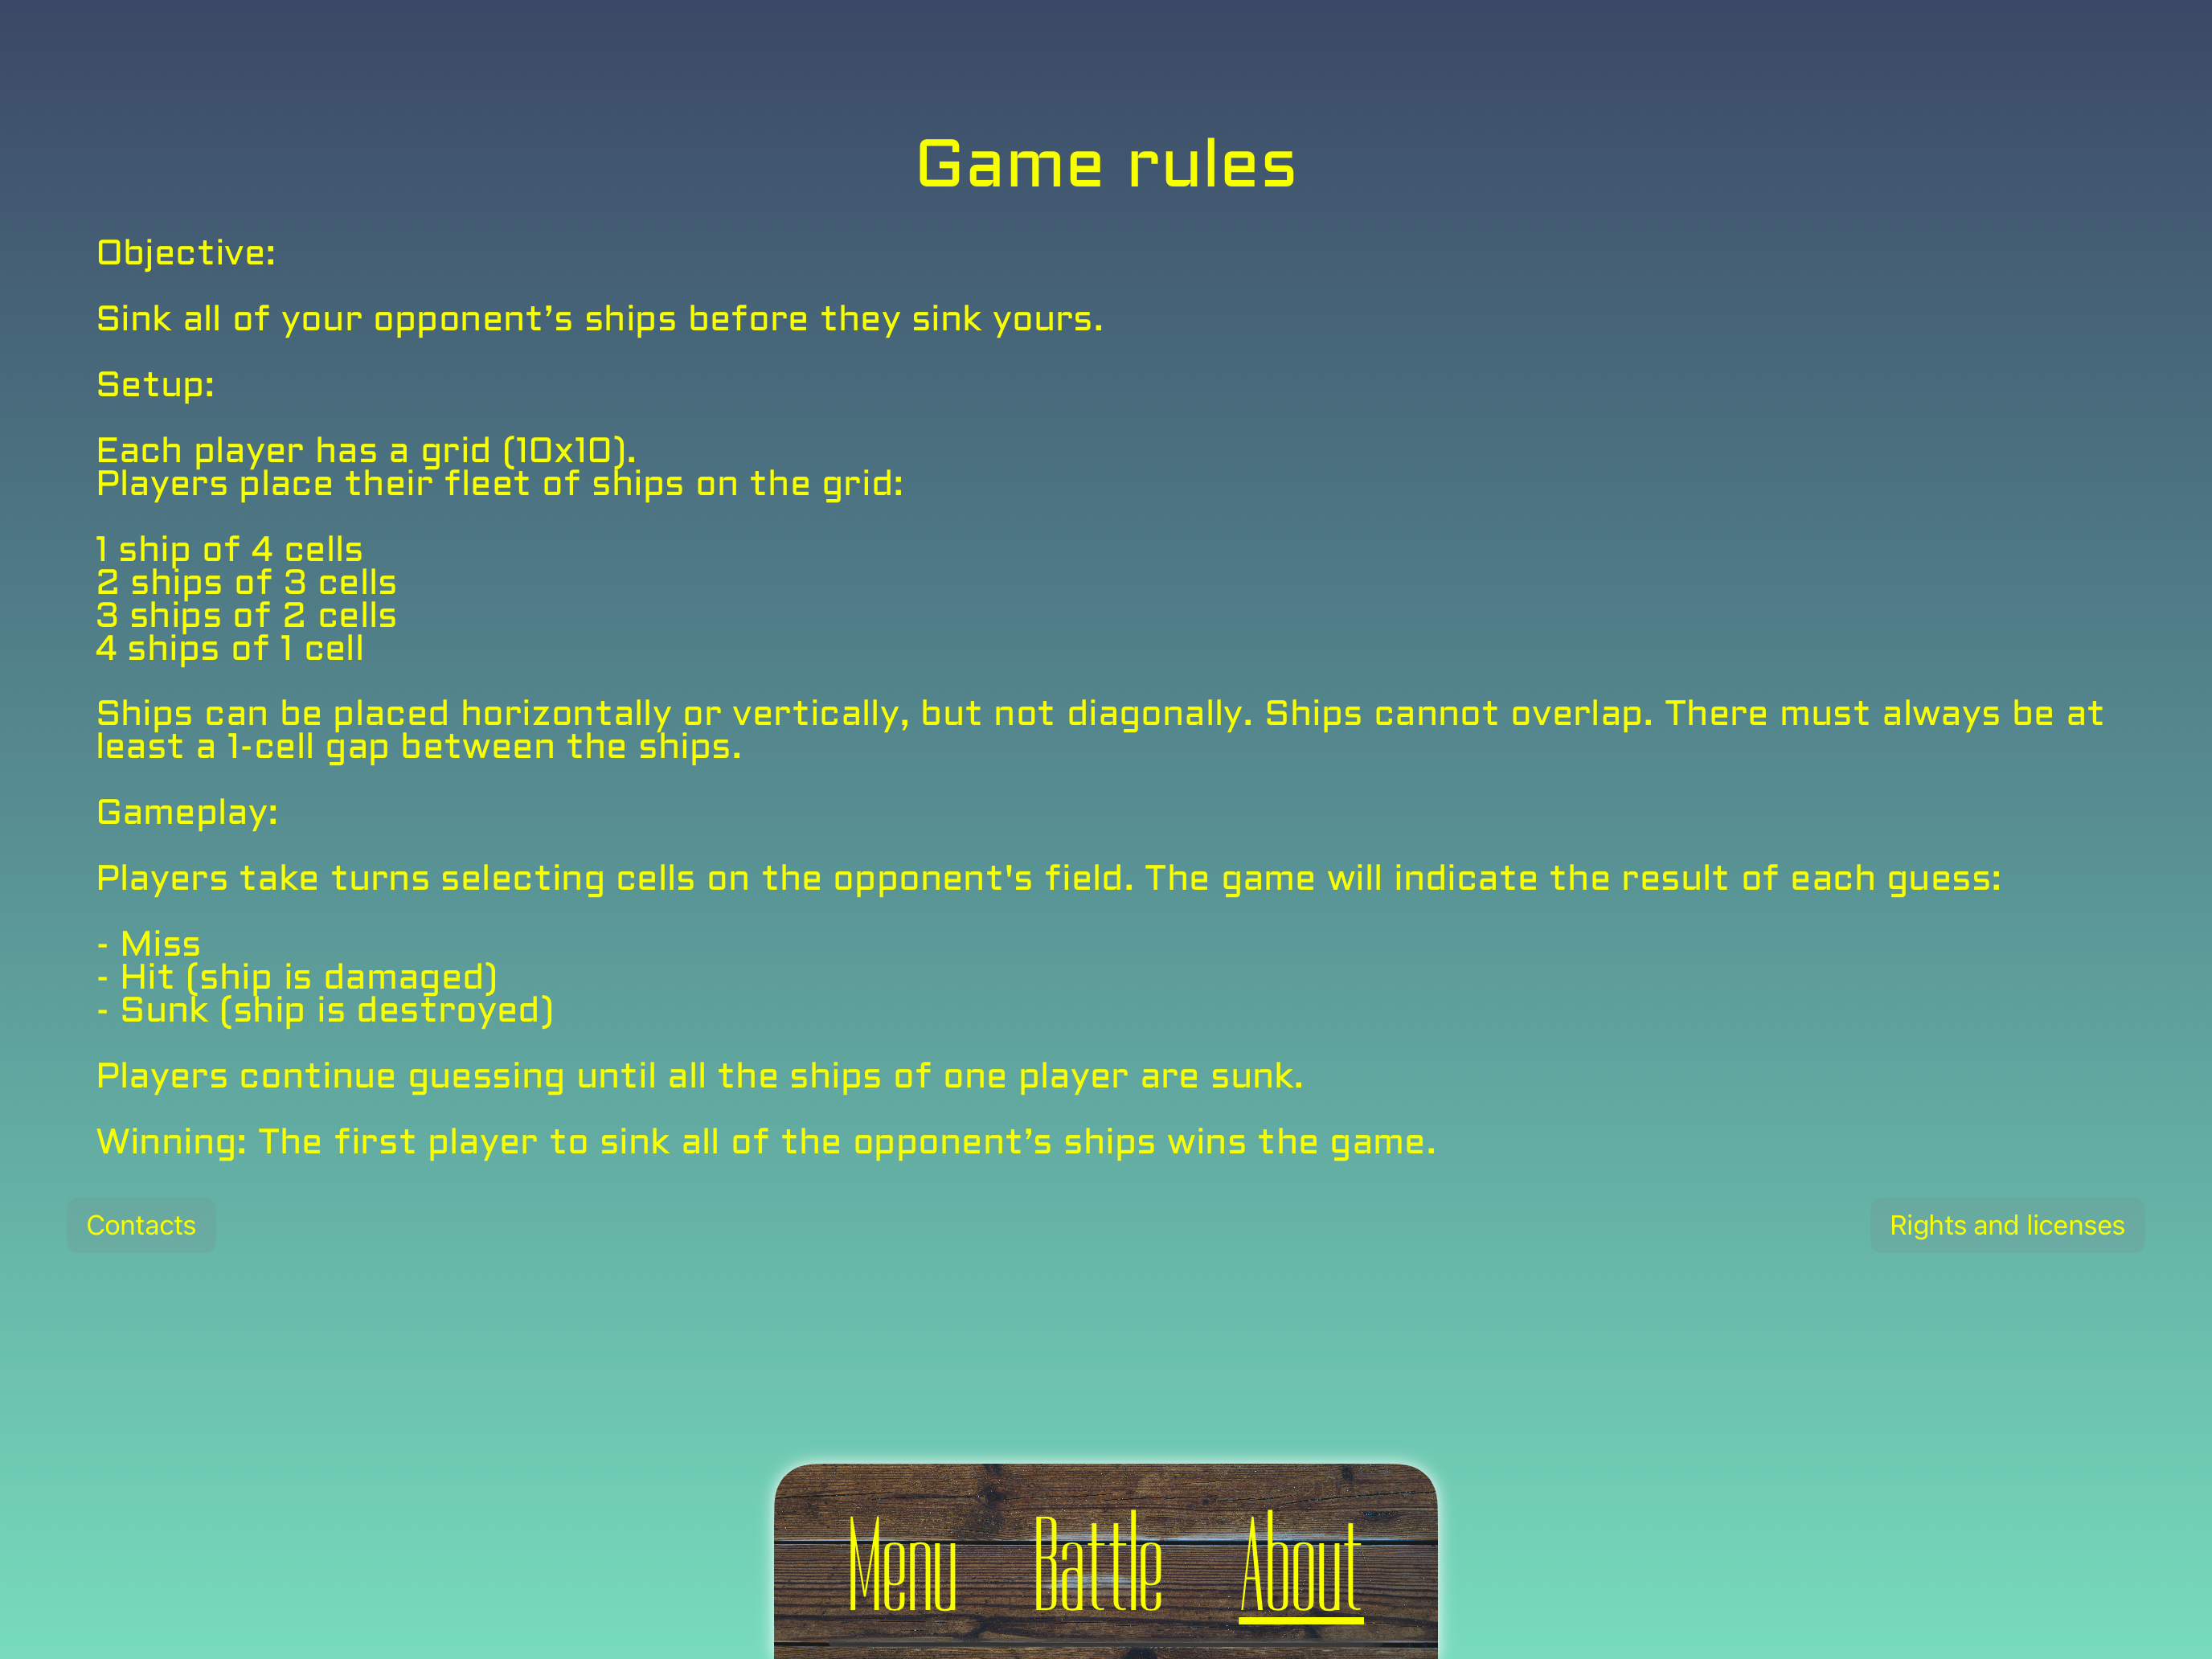 Game rules
Objective:
Sink all of your opponent’s ships before they sink yours.
Setup:
Each player has a grid (10x10).
Players place their fleet of ships on the grid:
1 ship of 4 cells
2 ships of 3 cells
3 ships of 2 cells
4 ships of 1 cell
Ships can be placed horizontally or vertically, but not diagonally. Ships cannot overlap. There must always be at
least a 1-cell gap between the ships.
Gameplay:
Players take turns selecting cells on the opponent's field. The game will indicate the result of each guess:
- Miss
- Hit (ship is damaged)
- Sunk (ship is destroyed)
Players continue guessing until all the ships of one player are sunk.
Winning: The first player to sink all of the opponent’s ships wins the game.
Contacts
Rights and licenses
Menu Battle About